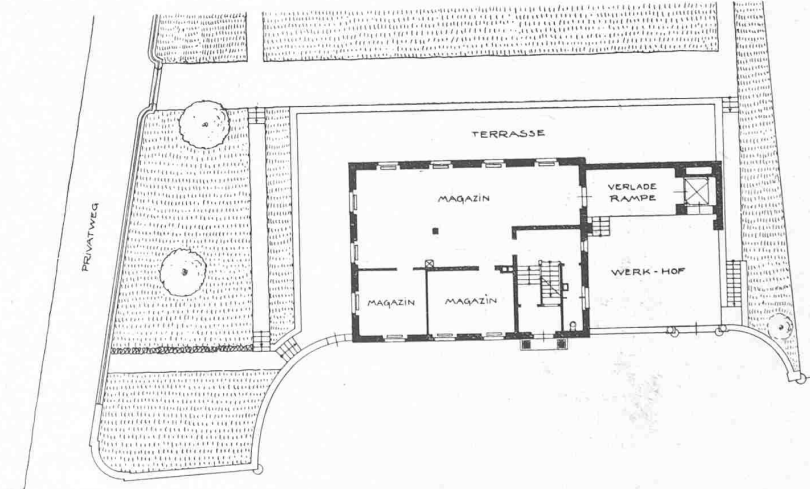 TERRASSE
VERLADE
RAMPE
MAGAZIN
PRIVATWEG
WERK-HOF
MAGAZIN
MAGAZIN